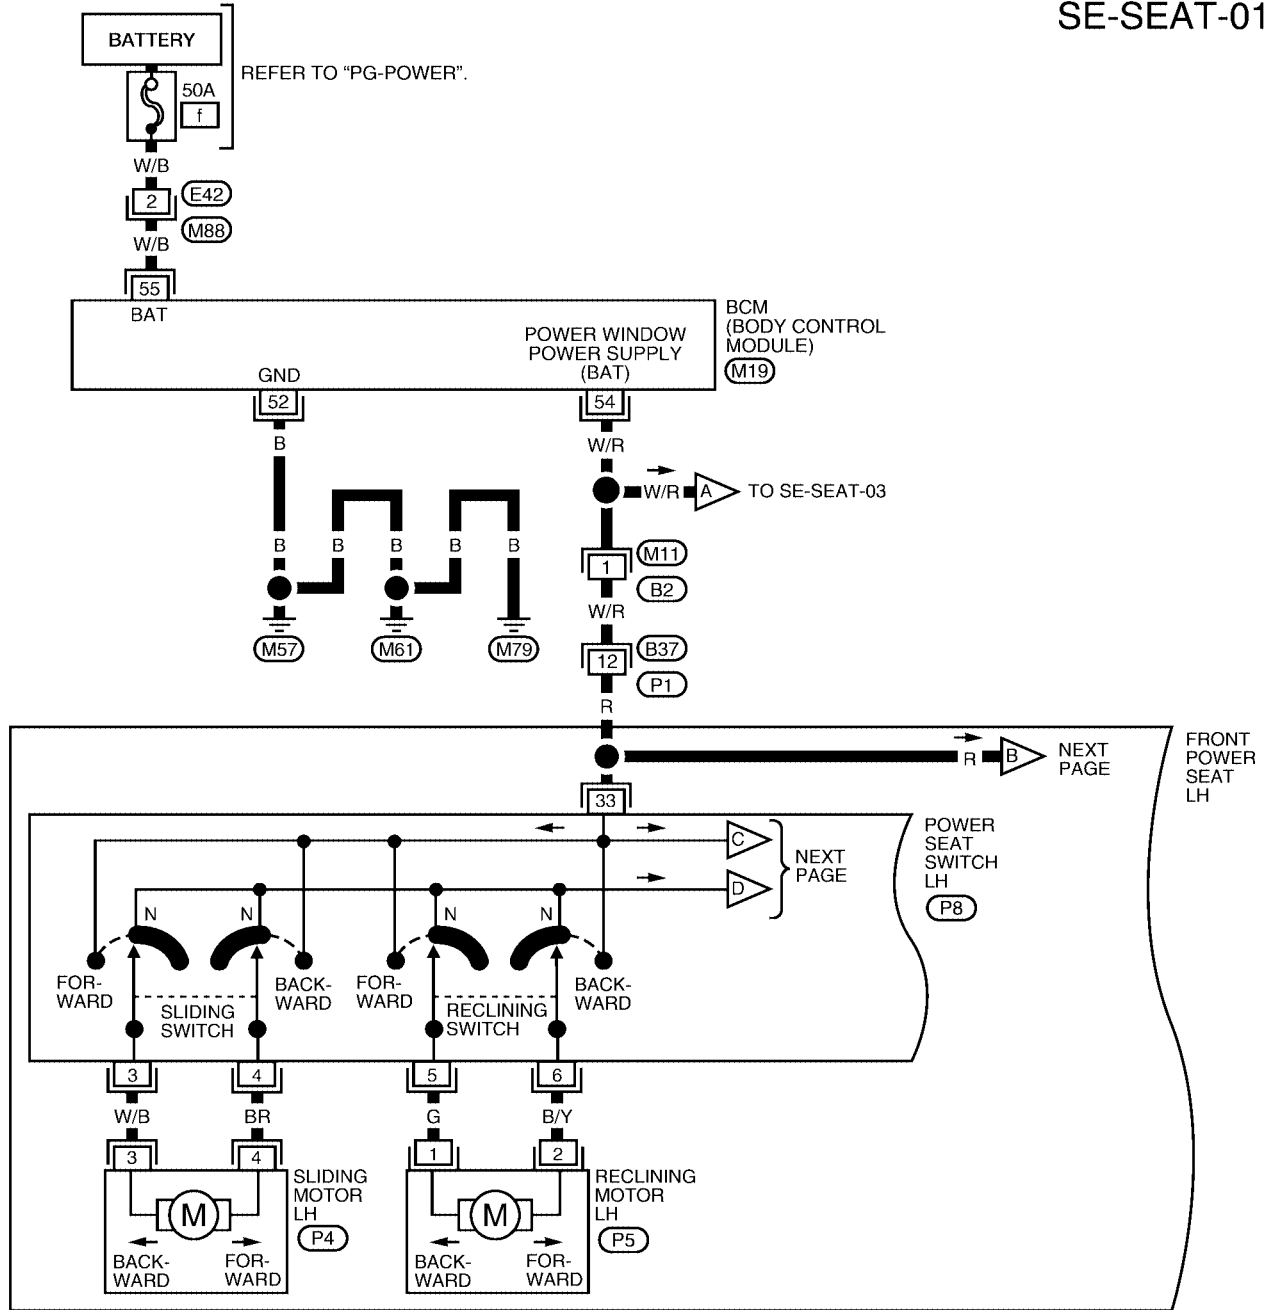 SE-SEAT-01
BATTERY
REFER TO “PG-POWER”.
50A
f
W/B
2
E42
M88
W/B
55
BAT
BCM
(BODY CONTROL
MODULE)
M19
POWER WINDOW
POWER SUPPLY
(BAT)
GND
52
54
B
W/R
W/R
A
TO SE-SEAT-03
B
B
B
B
B
1
M11
B2
W/R
M57
M61
M79
12
B37
P1
R
R
B
NEXT
PAGE
FRONT
POWER
SEAT
LH
33
C
D
NEXT
PAGE
POWER
SEAT
SWITCH
LH
P8
N
N
N
N
FOR-
WARD
BACK-
WARD
FOR-
WARD
BACK-
WARD
SLIDING
SWITCH
RECLINING
SWITCH
3
4
5
6
W/B
BR
G
B/Y
3
4
1
2
M
SLIDING
MOTOR
LH
P4
M
RECLINING
MOTOR
LH
P5
BACK-
WARD
FOR-
WARD
BACK-
WARD
FOR-
WARD